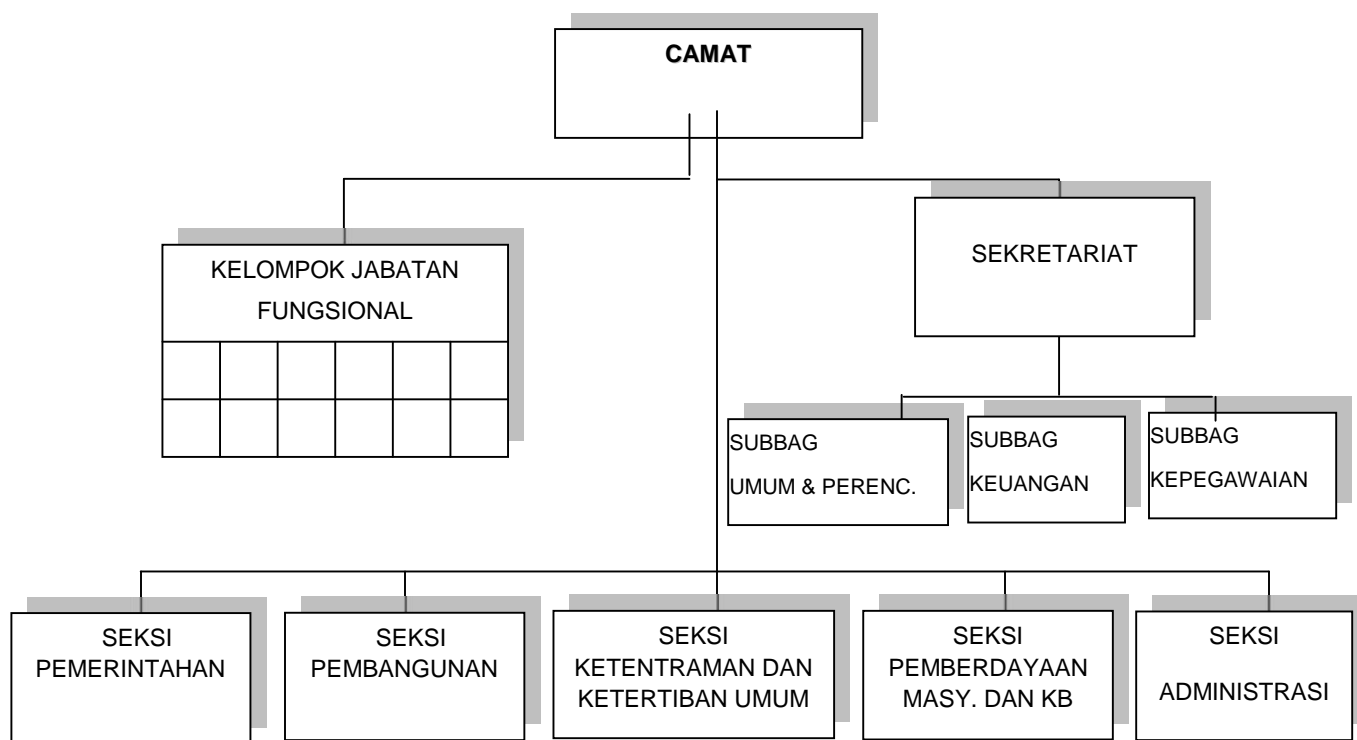 CAMAT
KELOMPOK JABATAN
FUNGSIONAL
SEKRETARIAT
SUBBAG
UMUM & PERENC.
SUBBAG
KEUANGAN
SUBBAG
KEPEGAWAIAN
SEKSI
PEMERINTAHAN
SEKSI
PEMBANGUNAN
SEKSI
KETENTRAMAN DAN
KETERTIBAN UMUM
SEKSI
PEMBERDAYAAN
MASY. DAN KB
SEKSI
ADMINISTRASI